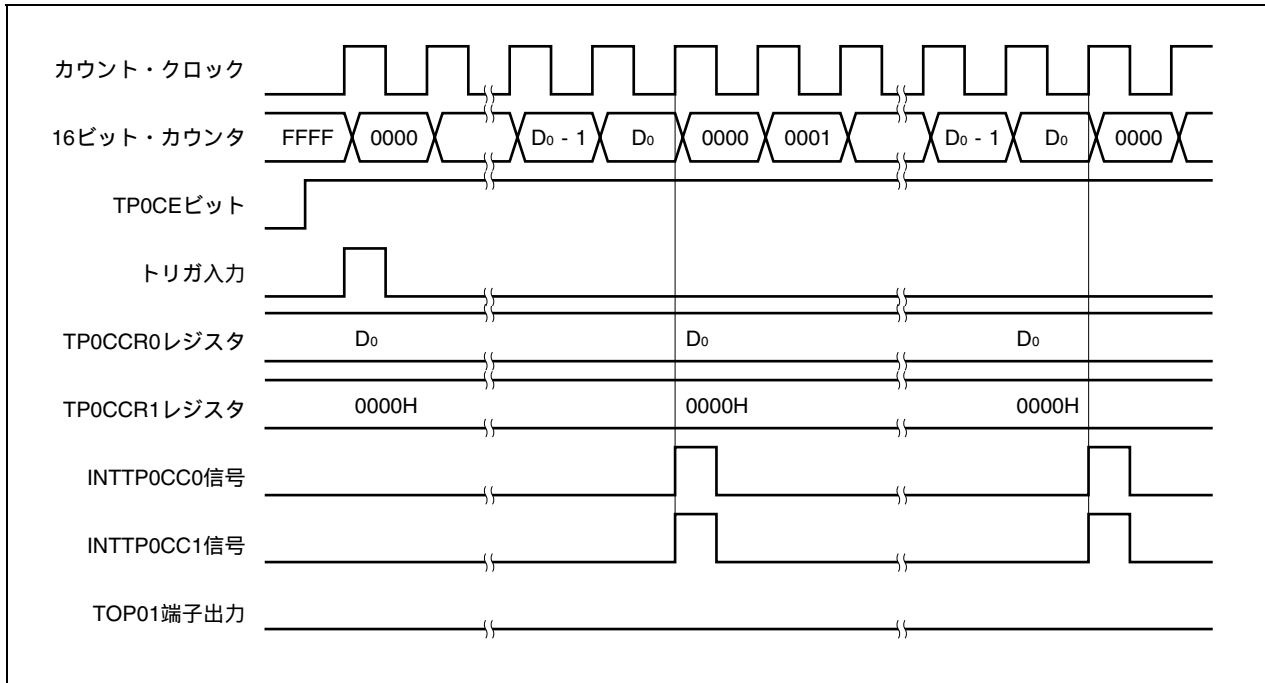 カウント・クロック
16ビット・カウンタ FFFF 0000 D₀ - 1 D₀ 0000 0001 D₀ - 1 D₀ 0000
TP0CEビット
トリガ入力
TP0CCR0レジスタ D₀ D₀ D₀
TP0CCR1レジスタ 0000H 0000H 0000H
INTTP0CC0信号
INTTP0CC1信号
TOP01端子出力